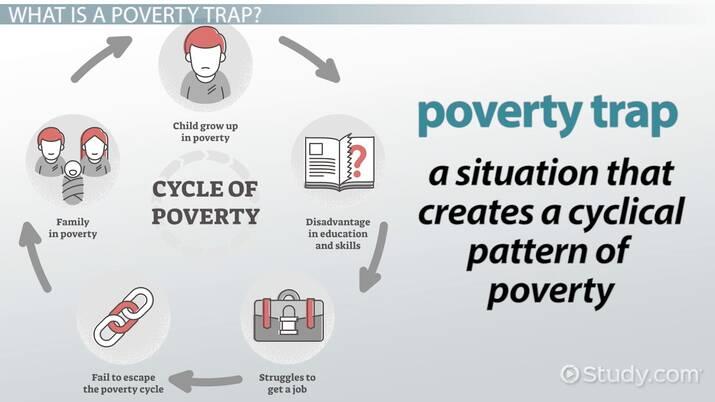 WHAT IS A POVERTY TRAP?
Child grow up
in poverty
CYCLE OF
POVERTY
Disadvantage
in education
and skills
Struggles to
get a job
Fail to escape
the poverty cycle
Family
in poverty
?
poverty trap
a situation that
creates a cyclical
pattern of
poverty
Study.com